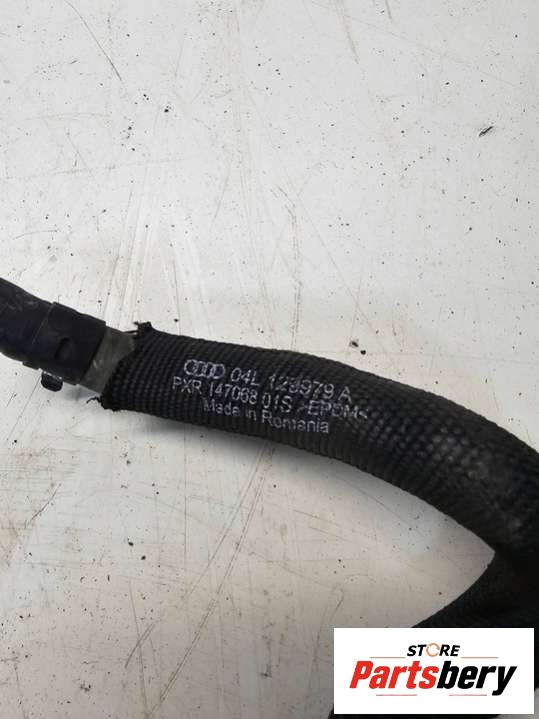 04L 129979 A
PXR 147068 01S >EPDM<
Made in Romania
STORE
Partsbery